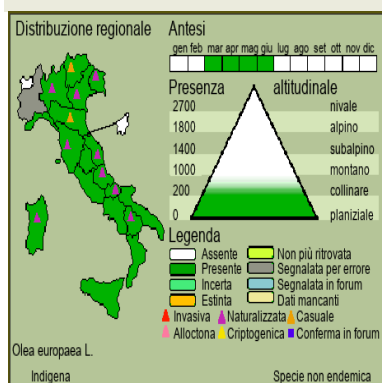 Distribuzione regionale
Antesi
gen feb mar apr mag giu lug ago set ott nov dic
Presenza altitudinale
2700 nivale
1800 alpino
1400 subalpino
1000 montano
200 collinare
0 planiziale
Legenda
Assente Non più ritrovata
Presente Segnalata per errore
Incerta Segnalata in forum
Estinta Dati mancanti
Invasiva Naturalizzata Casuale
Alloctona Criptogenica Conferma in forum
Olea europaea L.
Indigena Specie non endemica